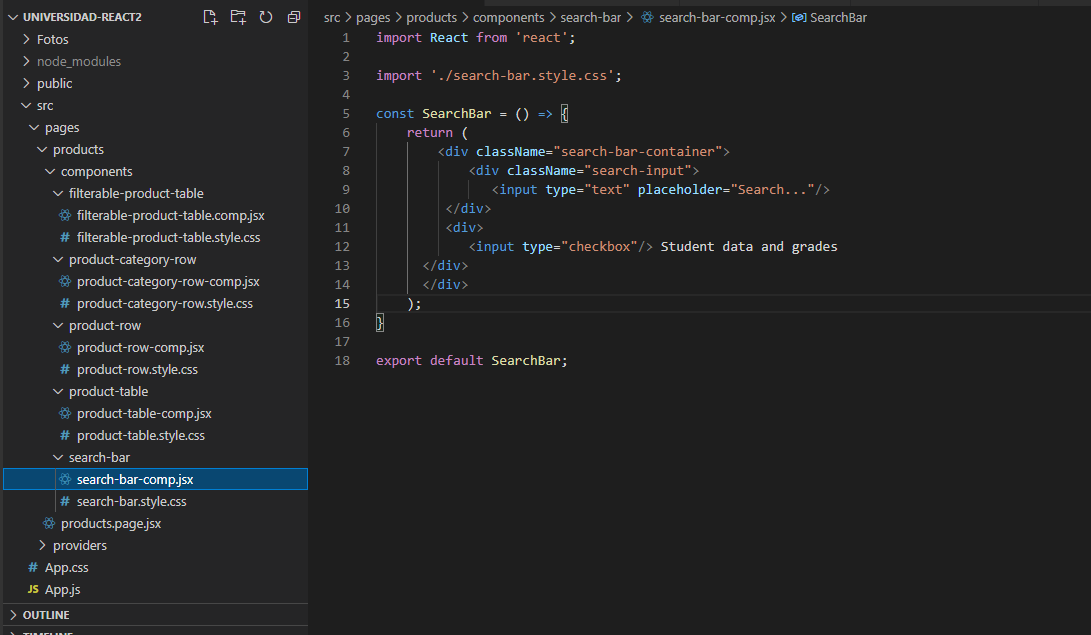 UNIVERSIDAD-REACT2
Fotos
node_modules
public
src
pages
products
components
filterable-product-table
filterable-product-table.comp.jsx
# filterable-product-table.style.css
product-category-row
product-category-row-comp.jsx
# product-category-row.style.css
product-row
product-row-comp.jsx
# product-row.style.css
product-table
product-table-comp.jsx
# product-table.style.css
search-bar
search-bar-comp.jsx
# search-bar.style.css
products.page.jsx
providers
# App.css
JS App.js
OUTLINE
TIMELINE
src > pages > products > components > search-bar > search-bar-comp.jsx > SearchBar
1 import React from 'react';
2
3 import './search-bar.style.css';
4
5 const SearchBar = () => {
6 return (
7 <div className="search-bar-container">
8 <div className="search-input">
9 <input type="text" placeholder="Search..."/>
10 </div>
11 <div>
12 <input type="checkbox"/> Student data and grades
13 </div>
14 </div>
15 );
16 }
17
18 export default SearchBar;